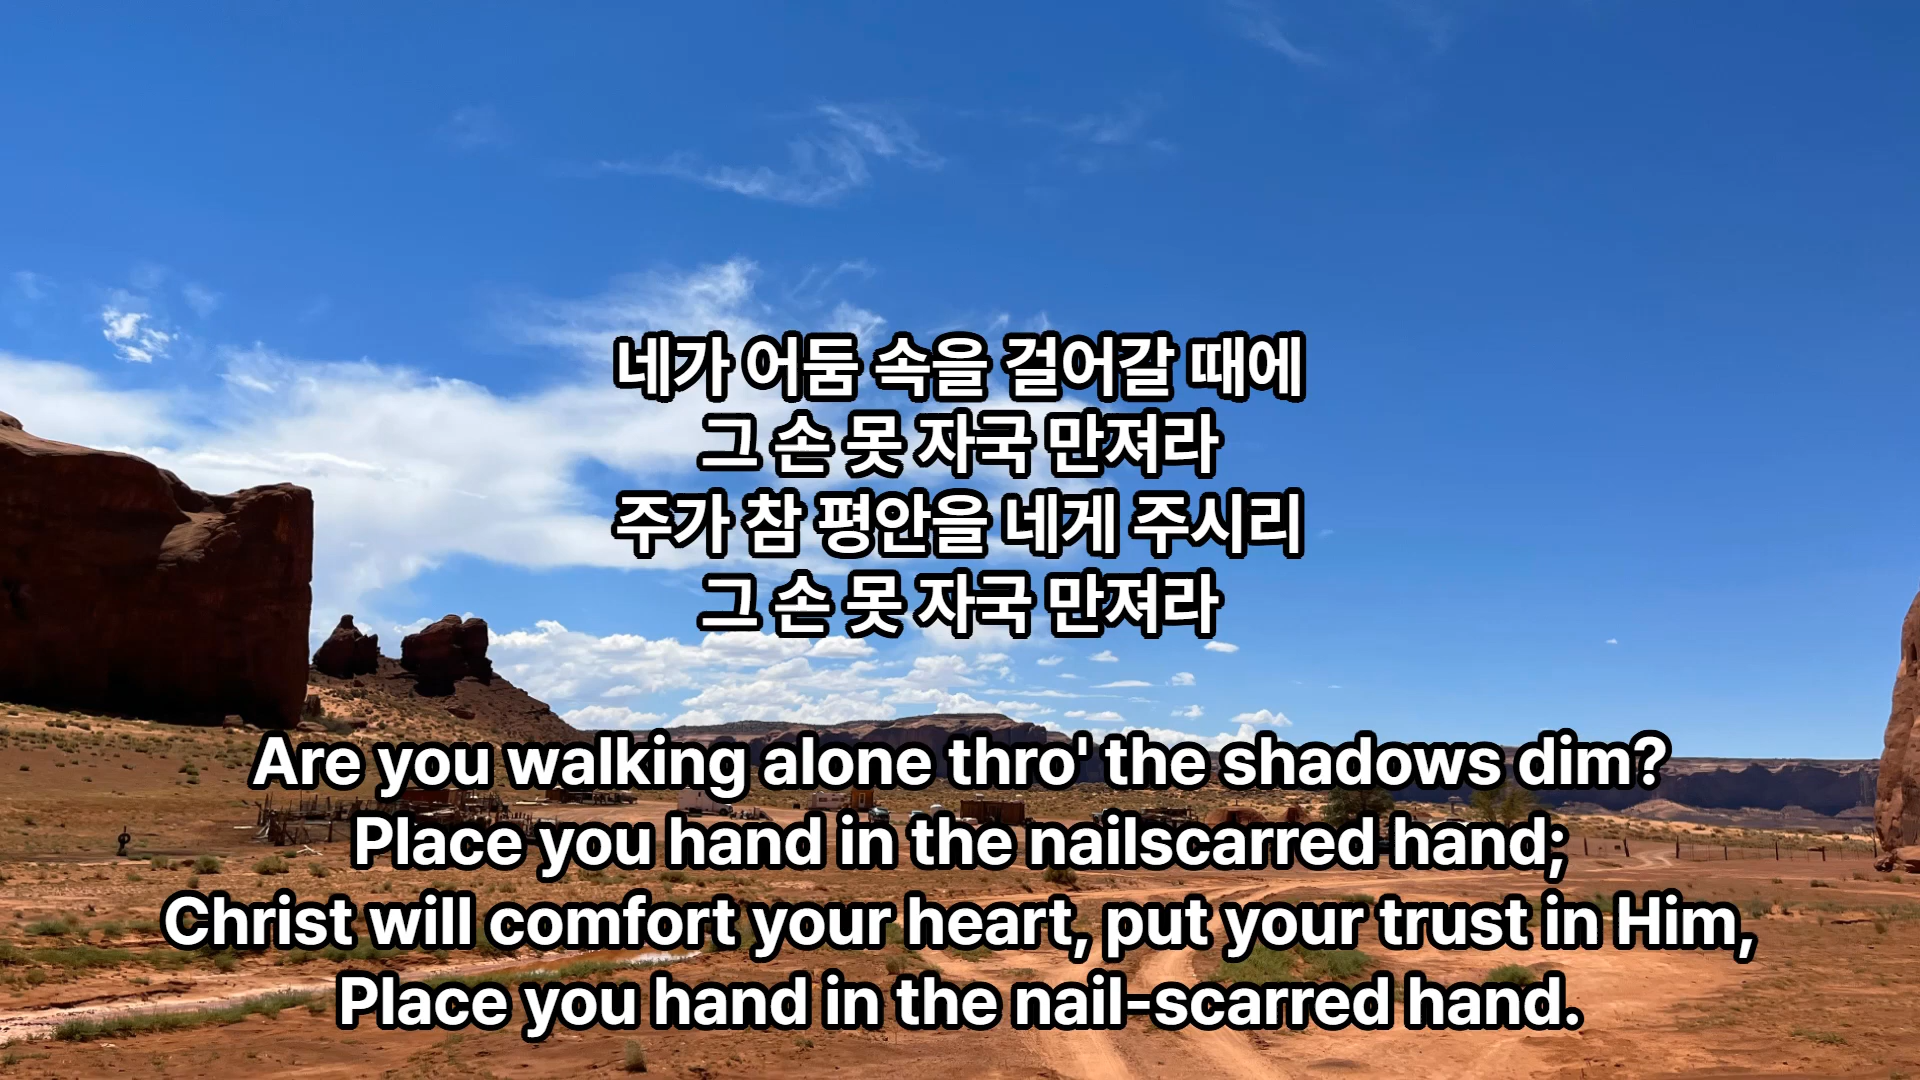 네가 어둠 속을 걸어갈 때에
그 손 못 자국 만져라
주가 참 평안을 네게 주시리
그 손 못 자국 만져라
Are you walking alone thro' the shadows dim?
Place you hand in the nailscarred hand;
Christ will comfort your heart, put your trust in Him,
Place you hand in the nail-scarred hand.